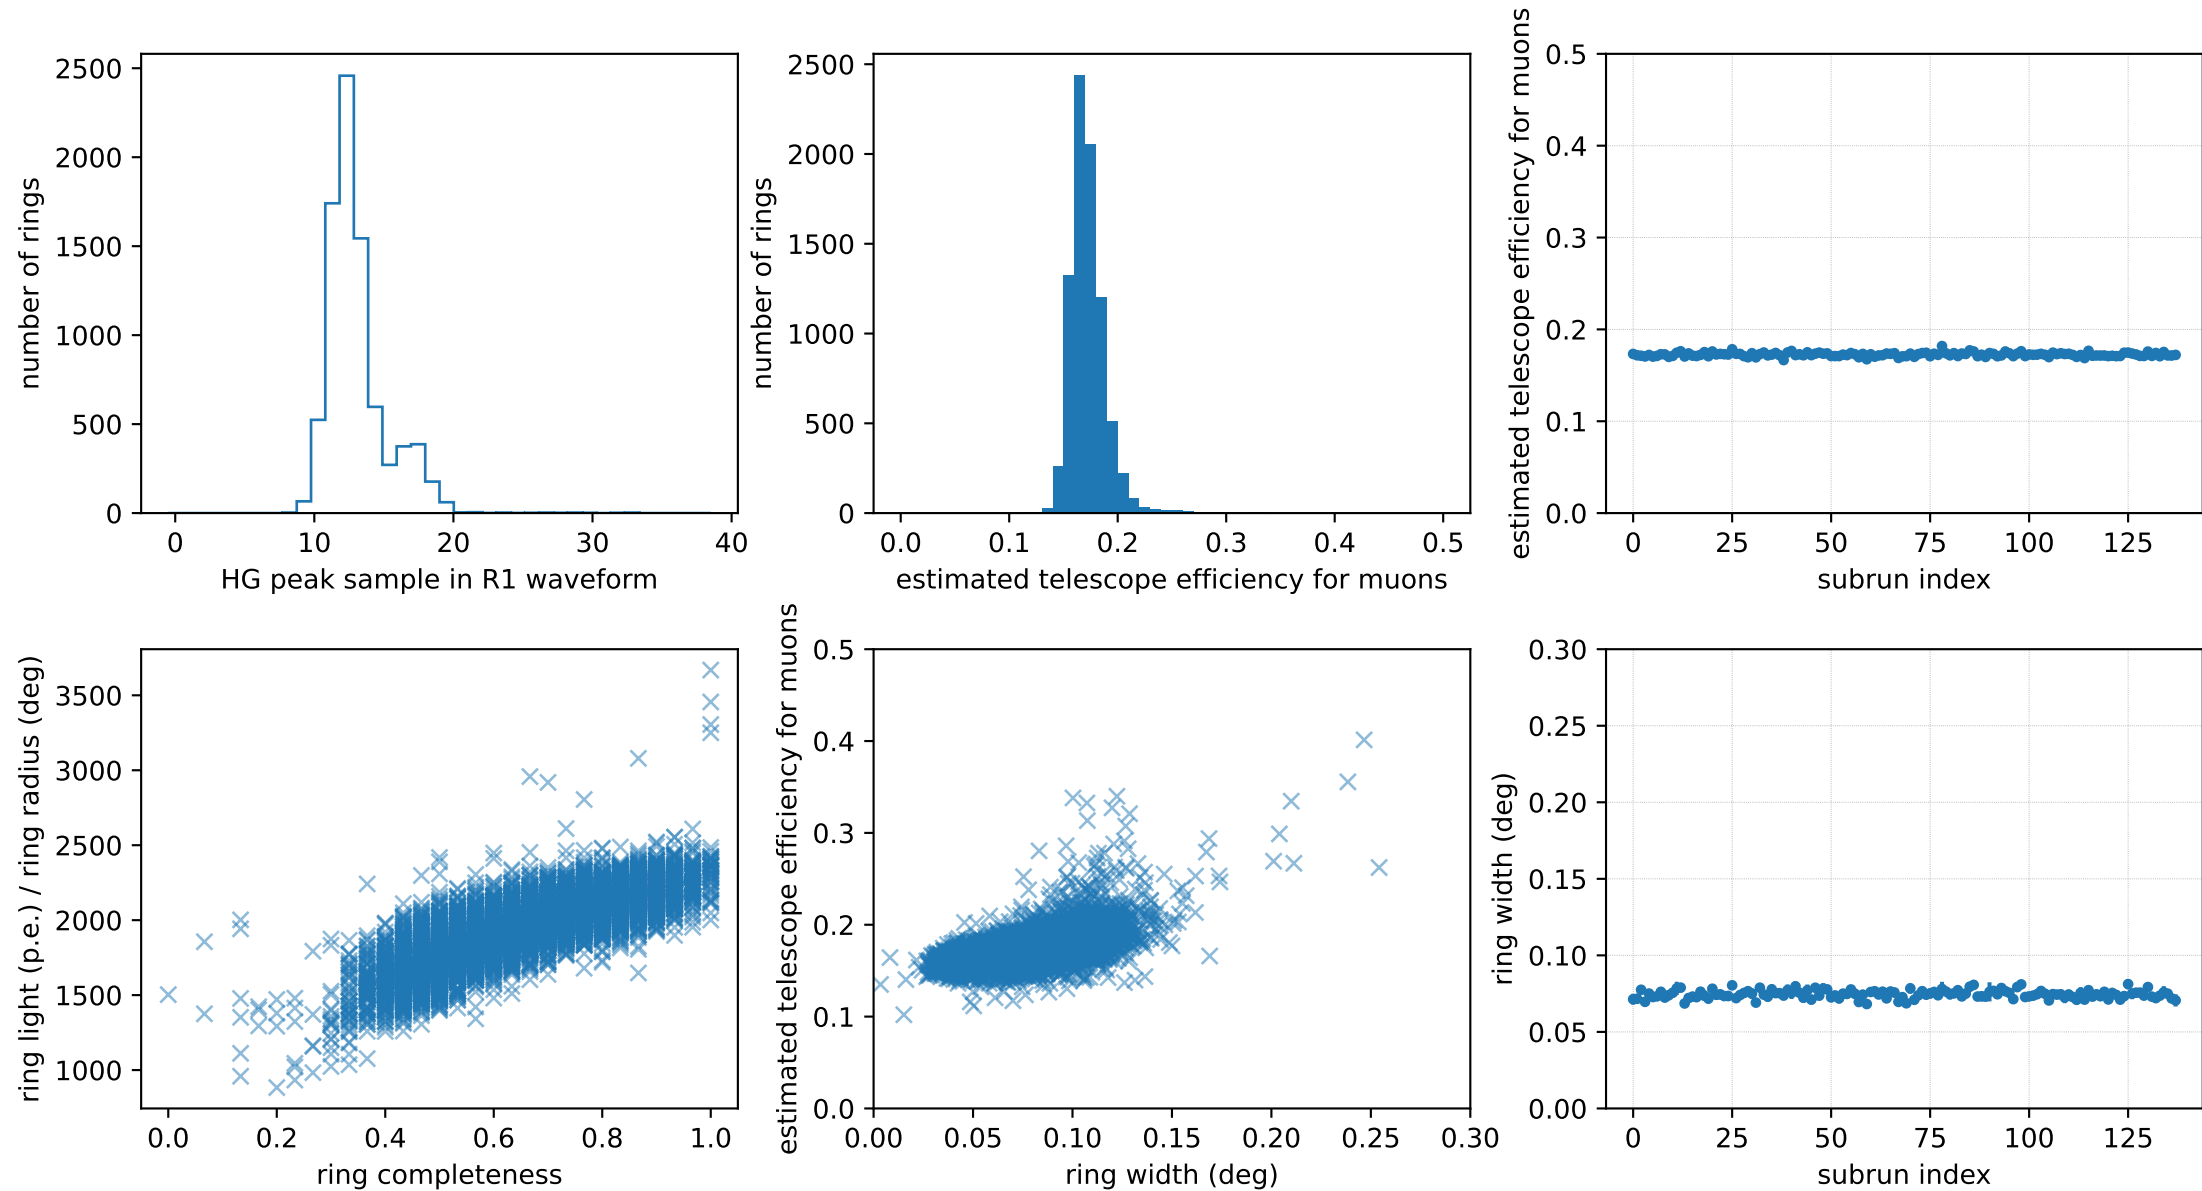 number of rings
2500
2000
1500
1000
500
0
0 10 20 30 40
HG peak sample in R1 waveform
number of rings
2500
2000
1500
1000
500
0
0.0 0.1 0.2 0.3 0.4 0.5
estimated telescope efficiency for muons
estimated telescope efficiency for muons
0.5
0.4
0.3
0.2
0.1
0.0
0 25 50 75 100 125
subrun index
ring light (p.e.) / ring radius (deg)
3500
3000
2500
2000
1500
1000
0.0 0.2 0.4 0.6 0.8 1.0
ring completeness
estimated telescope efficiency for muons
0.5
0.4
0.3
0.2
0.1
0.0
0.00 0.05 0.10 0.15 0.20 0.25 0.30
ring width (deg)
ring width (deg)
0.30
0.25
0.20
0.15
0.10
0.05
0.00
0 25 50 75 100 125
subrun index